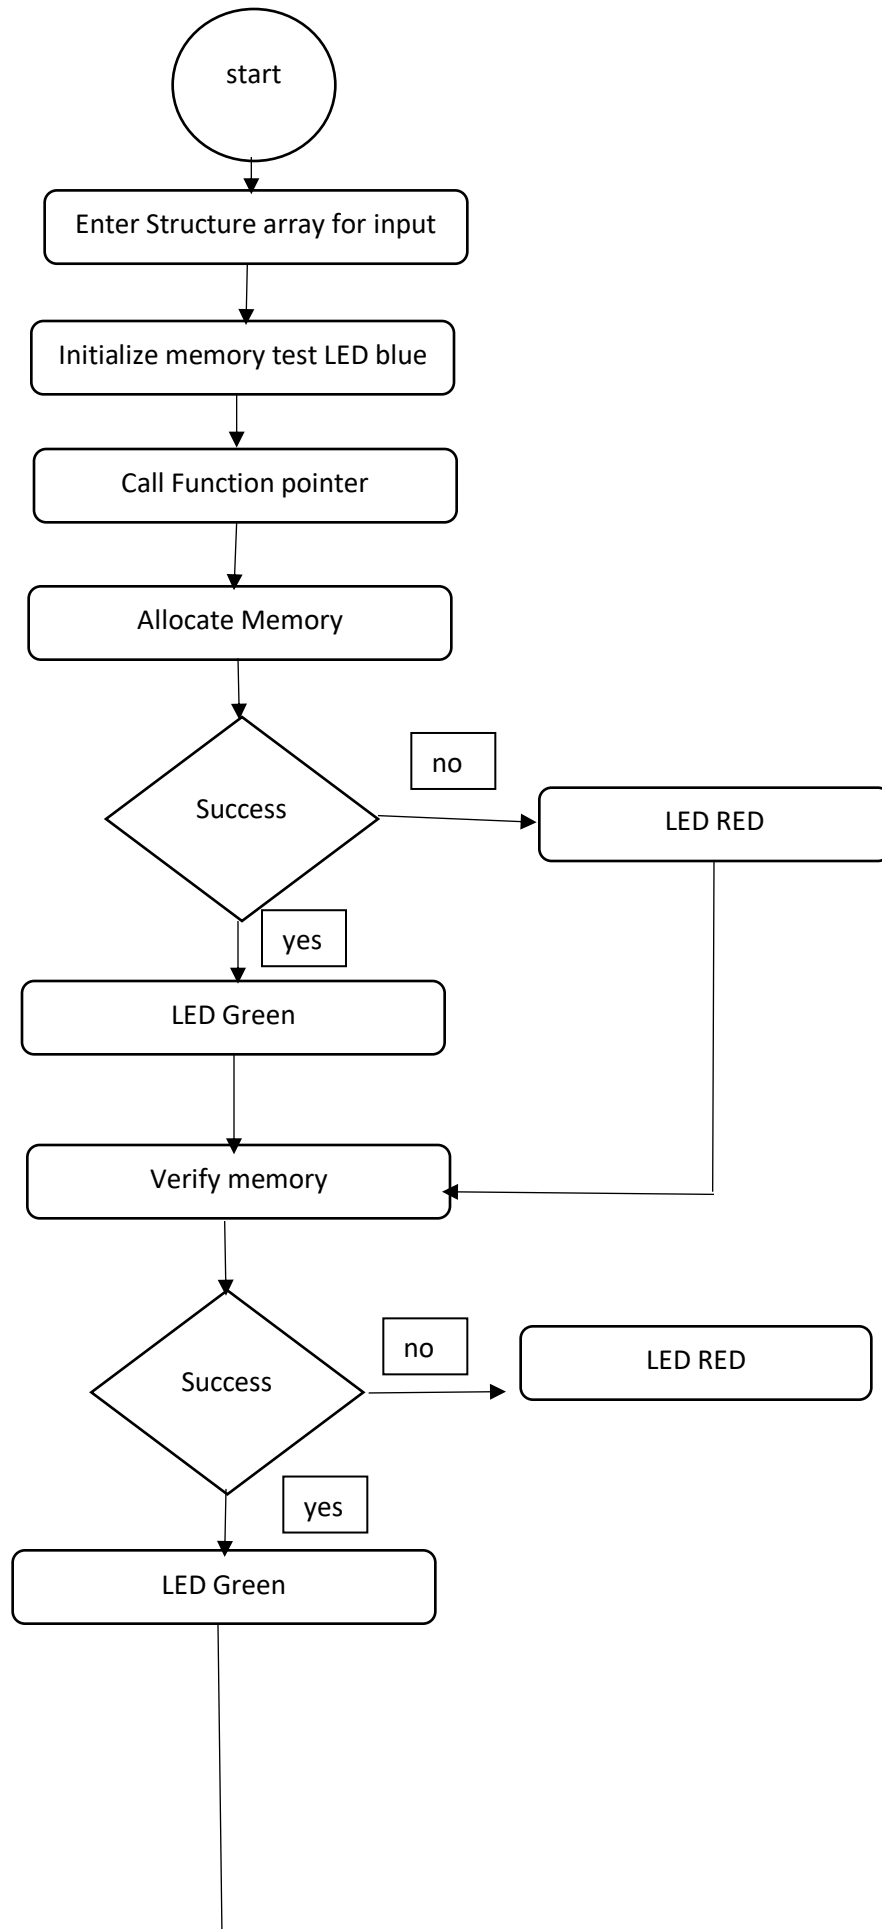 start
Enter Structure array for input
Initialize memory test LED blue
Call Function pointer
Allocate Memory
no
Success
LED RED
yes
LED Green
Verify memory
no
LED RED
Success
yes
LED Green